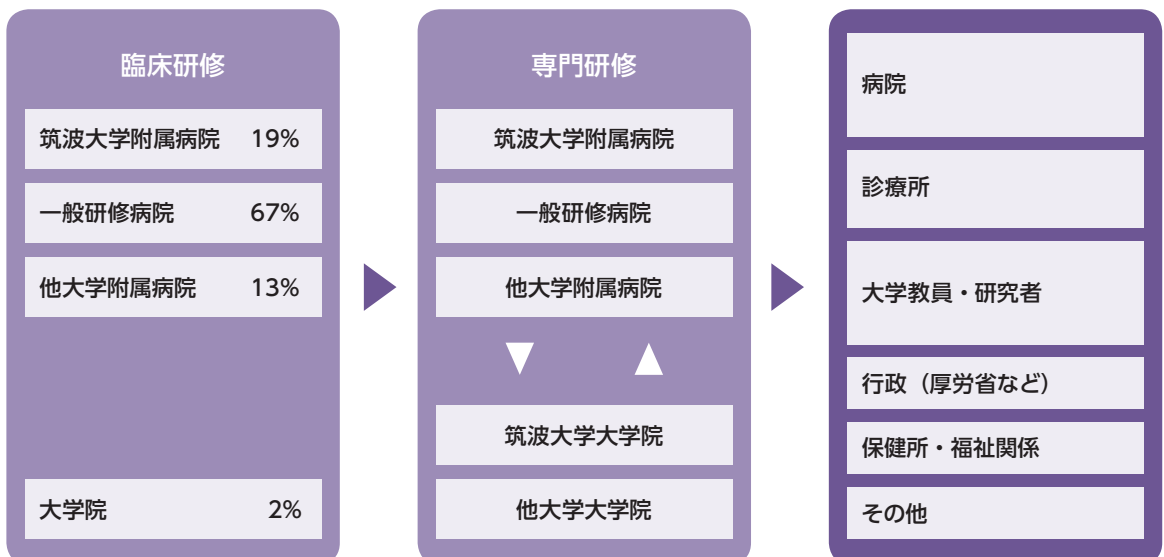 臨床研修
筑波大学附属病院 19%
一般研修病院 67%
他大学附属病院 13%
大学院 2%
専門研修
筑波大学附属病院
一般研修病院
他大学附属病院
筑波大学大学院
他大学大学院
病院
診療所
大学教員・研究者
行政（厚労省など）
保健所・福祉関係
その他